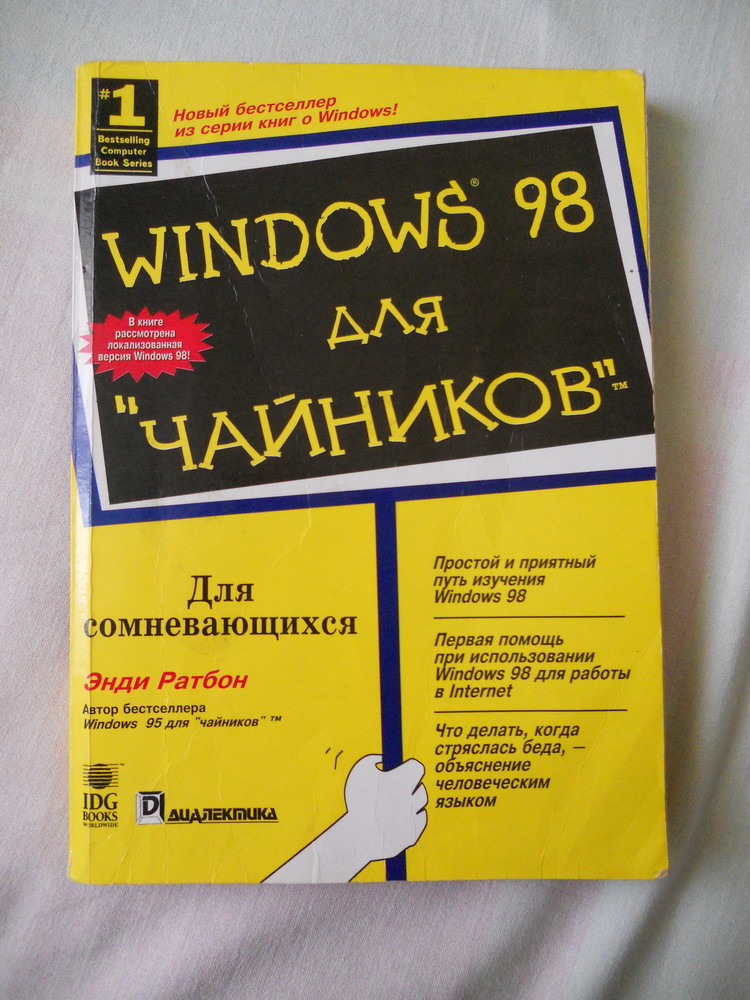 #1
Bestselling
Computer
Book Series
Новый бестселлер
из серии книг о Windows!
WINDOWS® 98
для
"ЧАЙНИКОВ"™
В книге
рассмотрена
локализованная
версия Windows 98!
Для
сомневающихся
Энди Ратбон
Автор бестселлера
Windows 95 для "чайников" ™
Простой и приятный
путь изучения
Windows 98
Первая помощь
при использовании
Windows 98 для работы
в Internet
Что делать, когда
стряслась беда, —
объяснение
человеческим
языком
IDG
BOOKS
WORLDWIDE
™
ДИАЛЕКТИКА